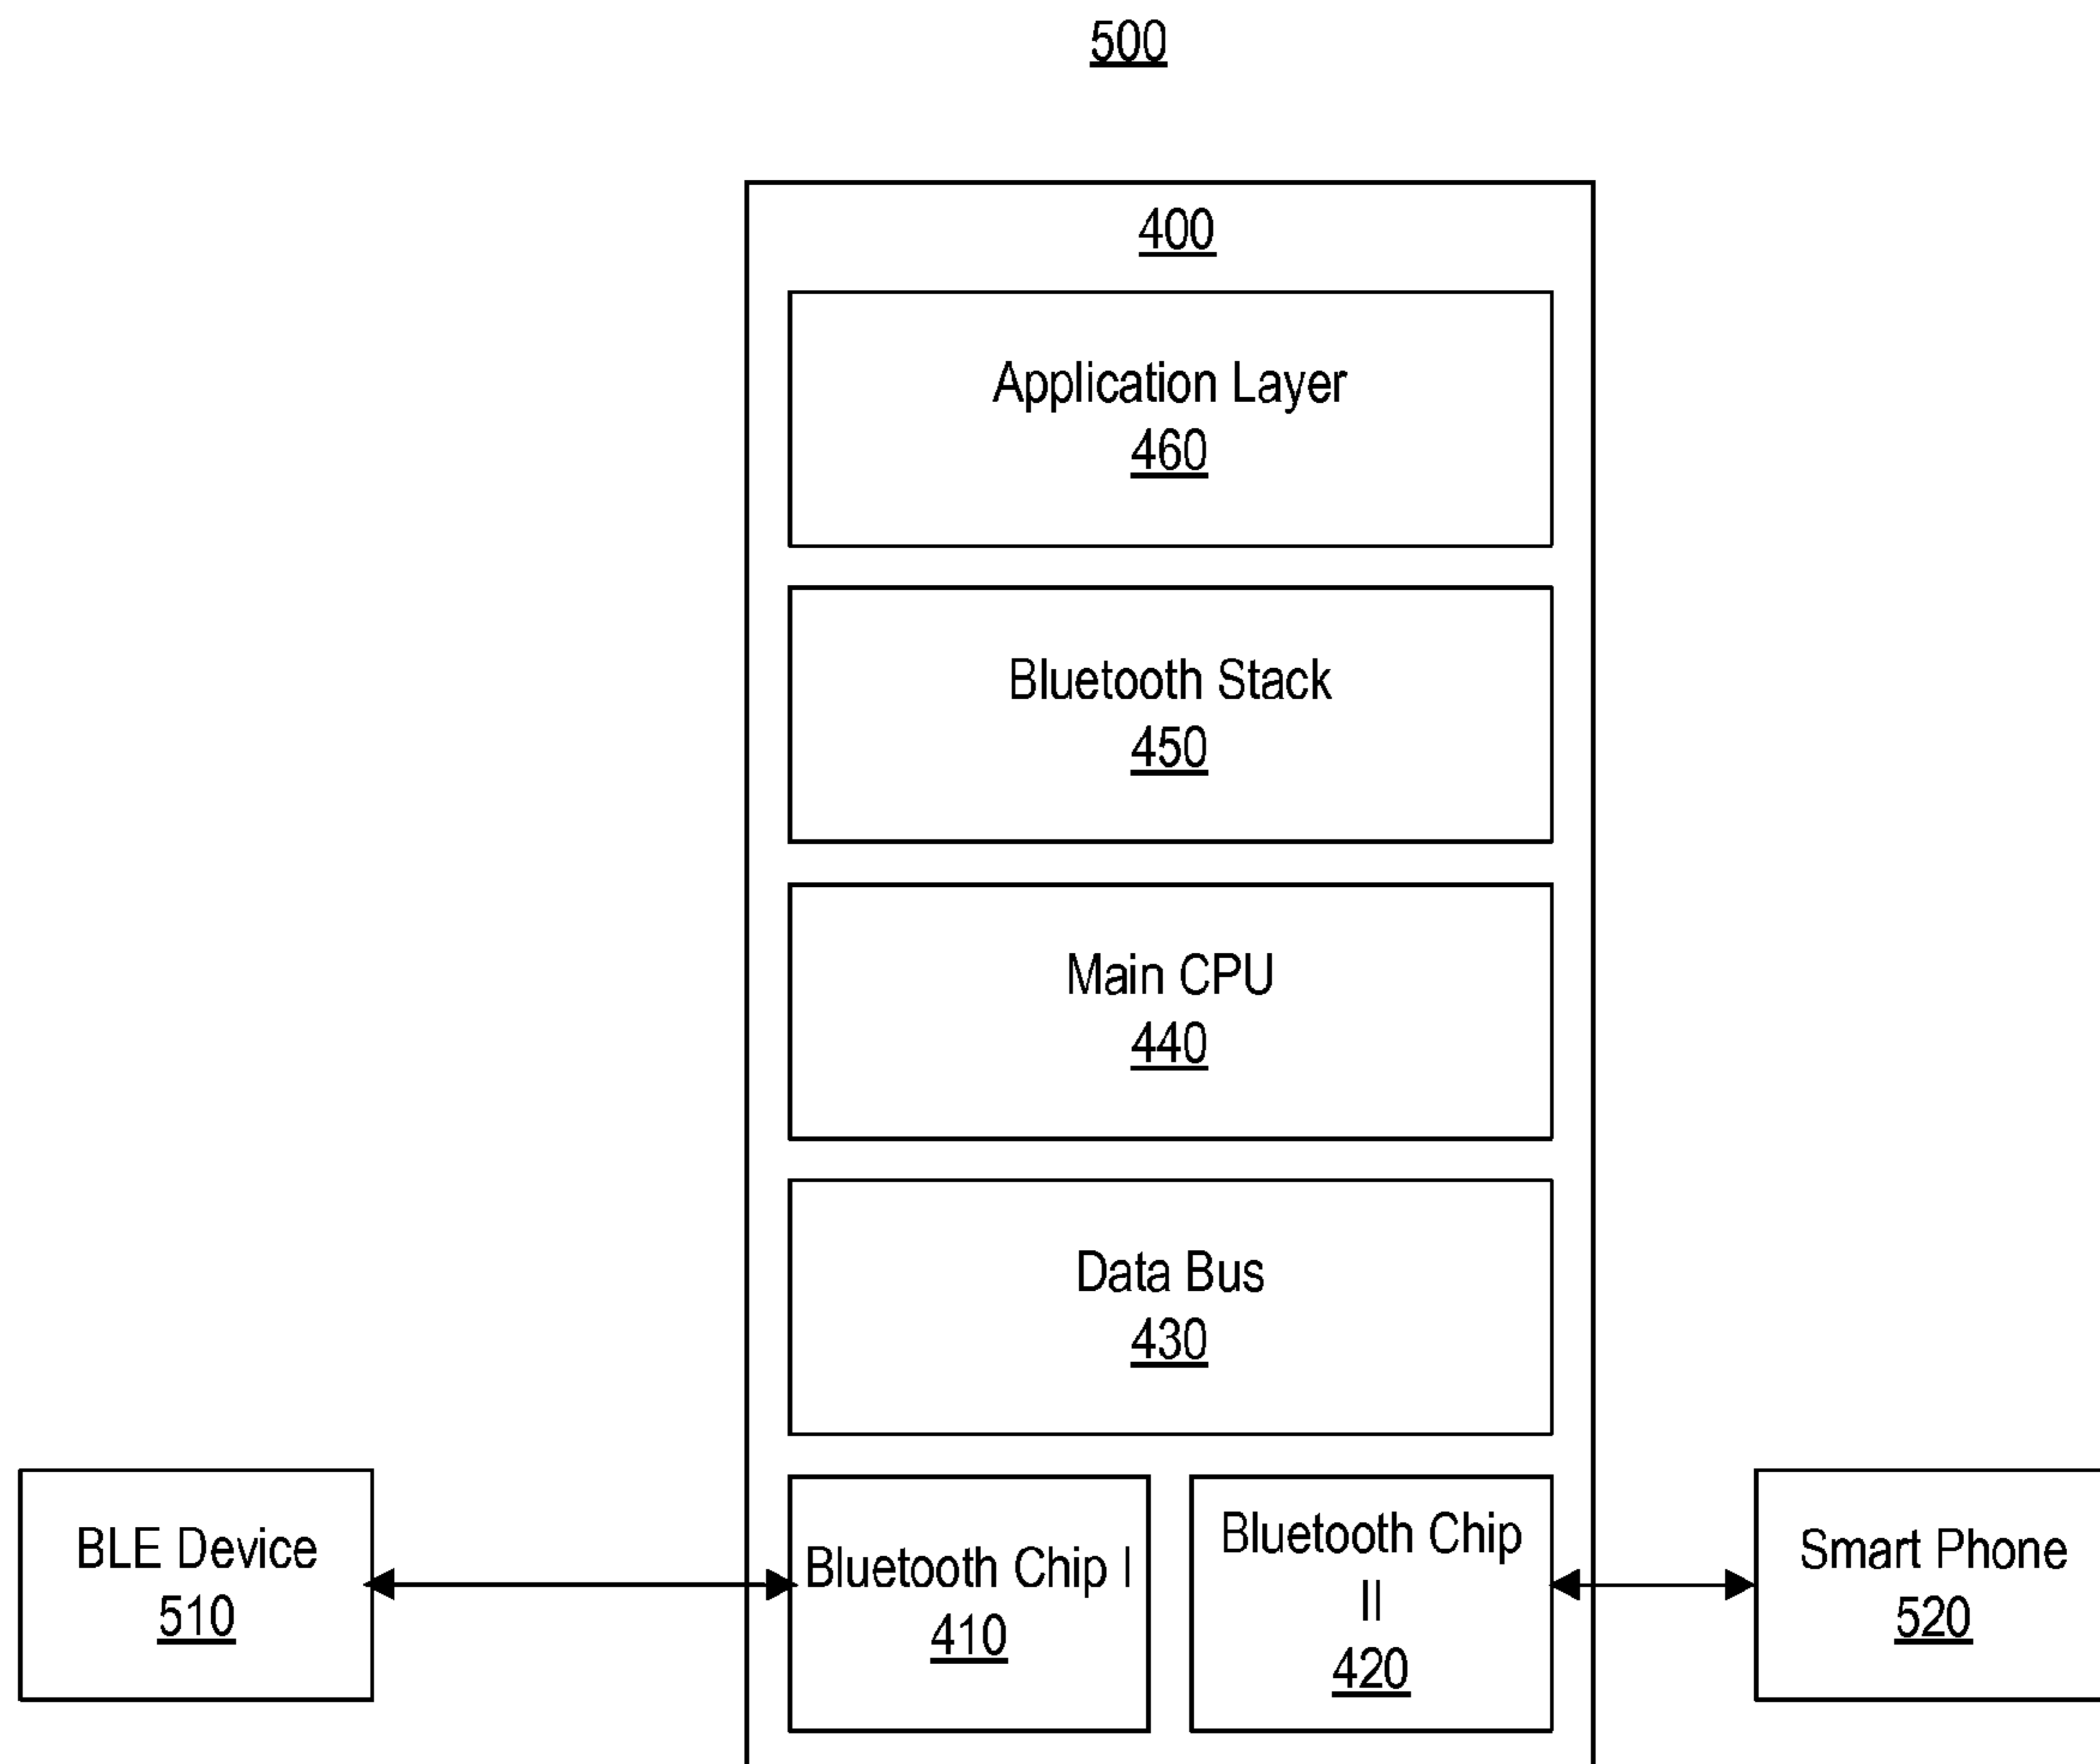 500
400
Application Layer
460
Bluetooth Stack
450
Main CPU
440
Data Bus
430
BLE Device
510
Bluetooth Chip I
410
Bluetooth Chip
II
420
Smart Phone
520